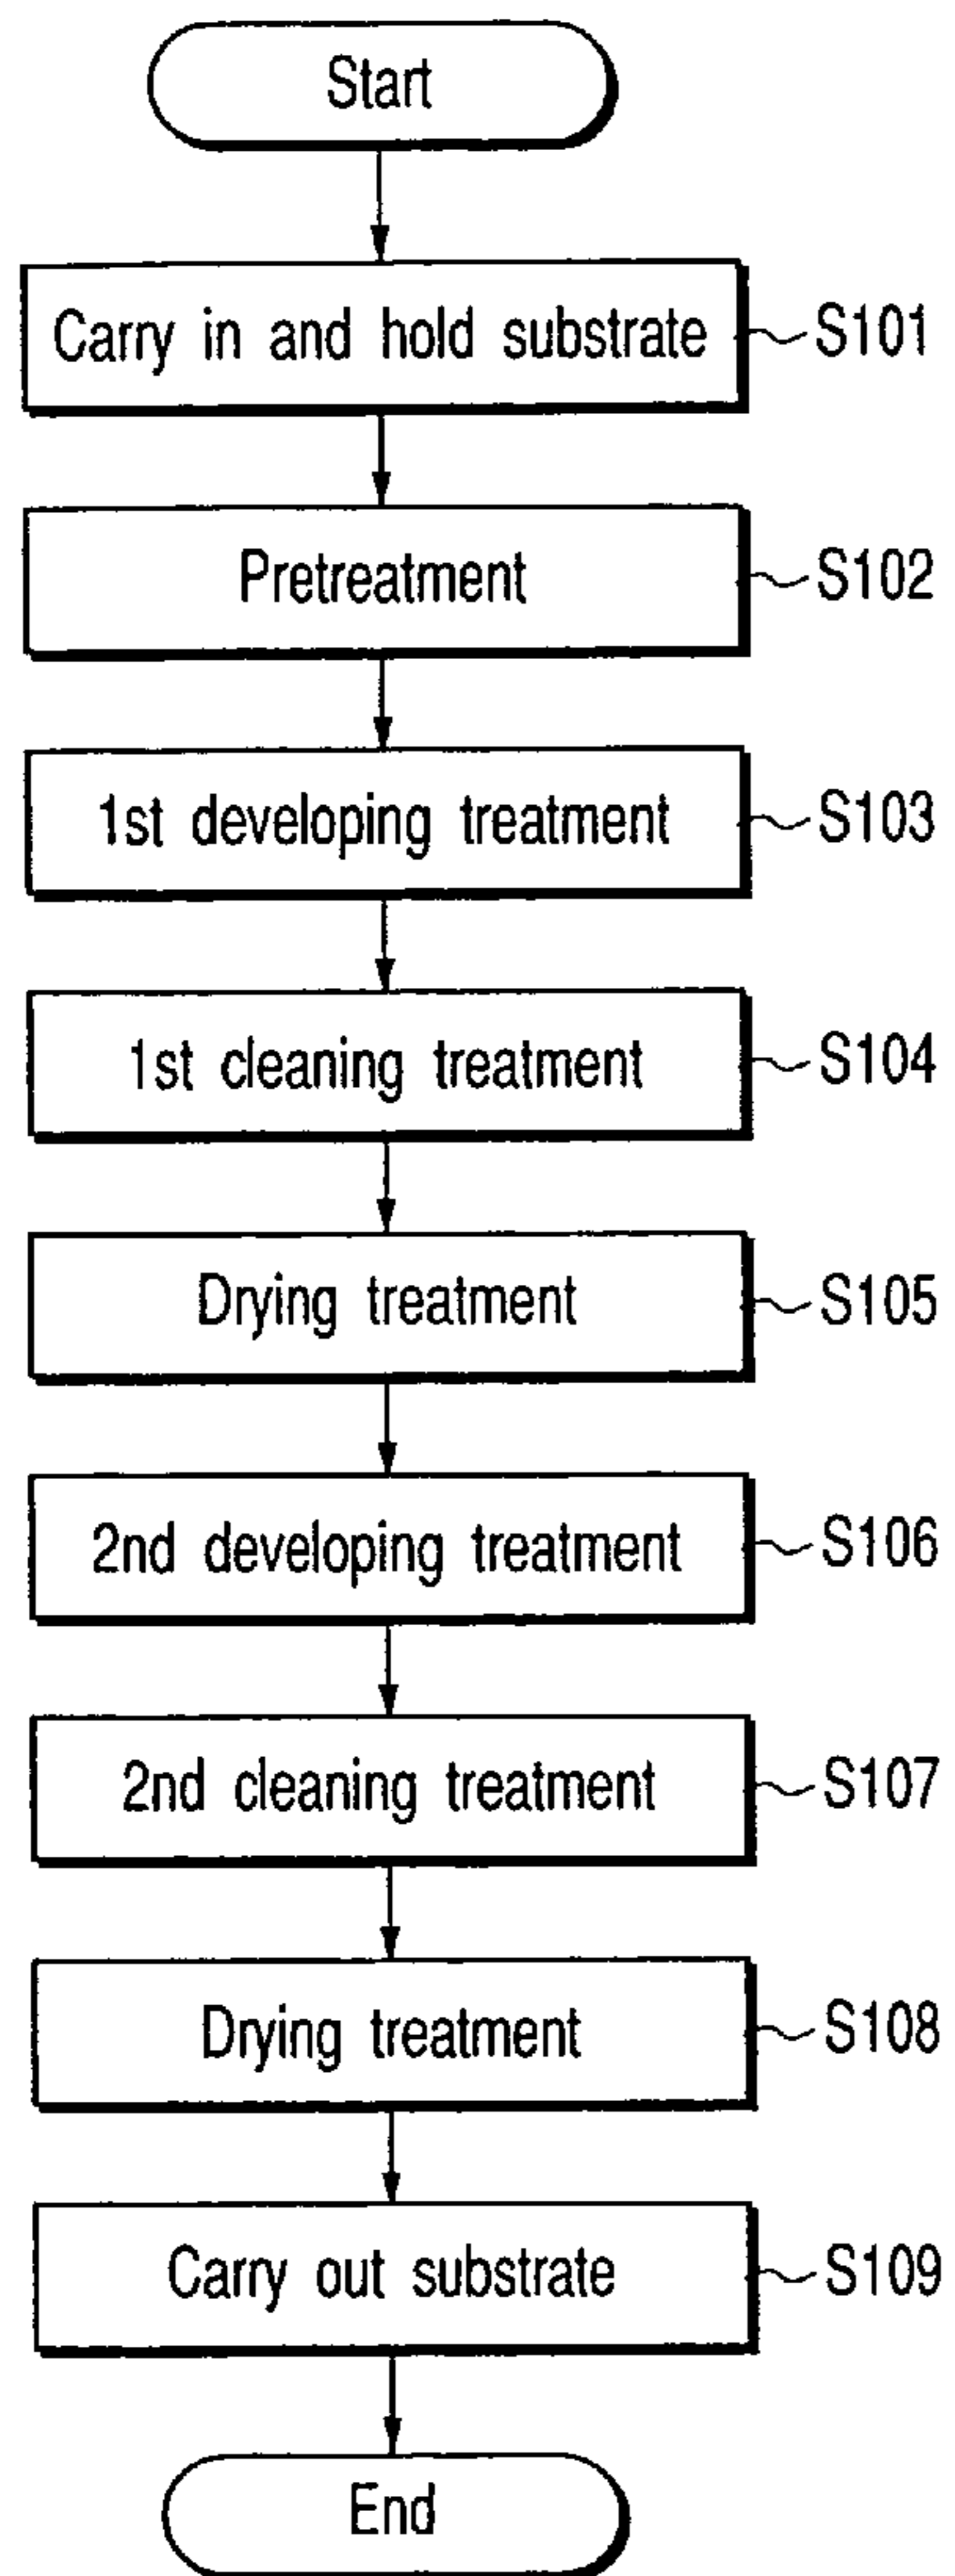 Start
Carry in and hold substrate
S101
Pretreatment
S102
1st developing treatment
S103
1st cleaning treatment
S104
Drying treatment
S105
2nd developing treatment
S106
2nd cleaning treatment
S107
Drying treatment
S108
Carry out substrate
S109
End